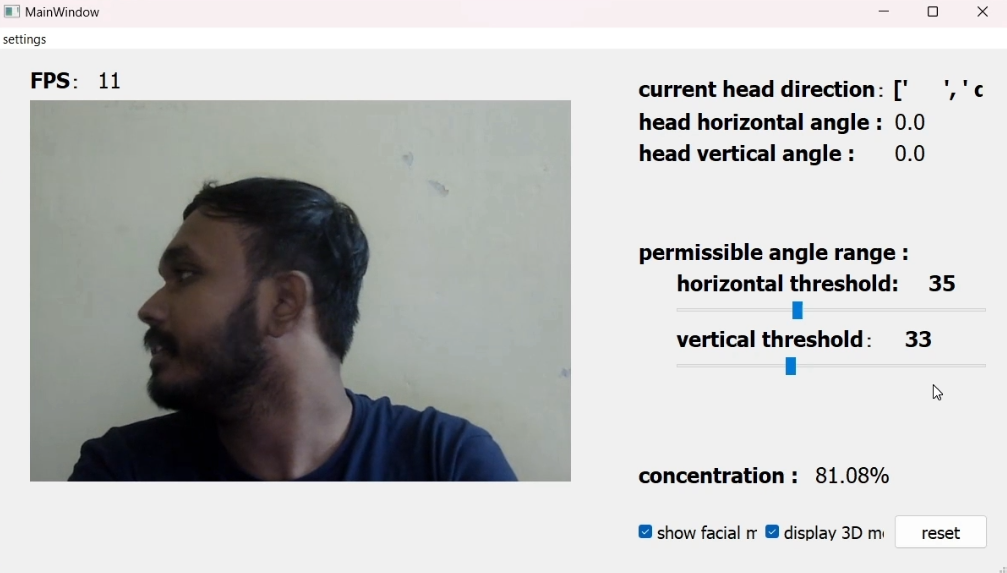 MainWindow
settings
FPS: 11
current head direction: [' ', ' c
head horizontal angle : 0.0
head vertical angle : 0.0
permissible angle range :
horizontal threshold: 35
vertical threshold: 33
concentration : 81.08%
show facial m display 3D m reset